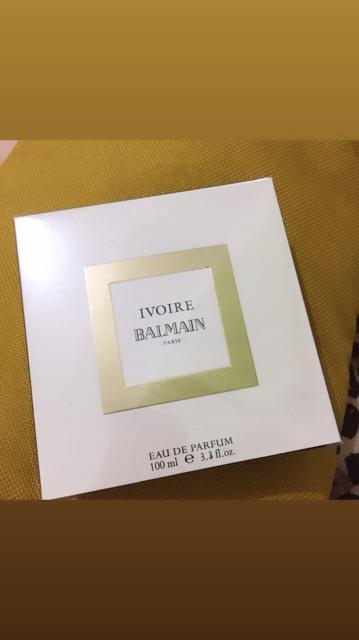 IVOIRE
BALMAIN
PARIS
EAU DE PARFUM
100 ml e 3.3 fl.oz.